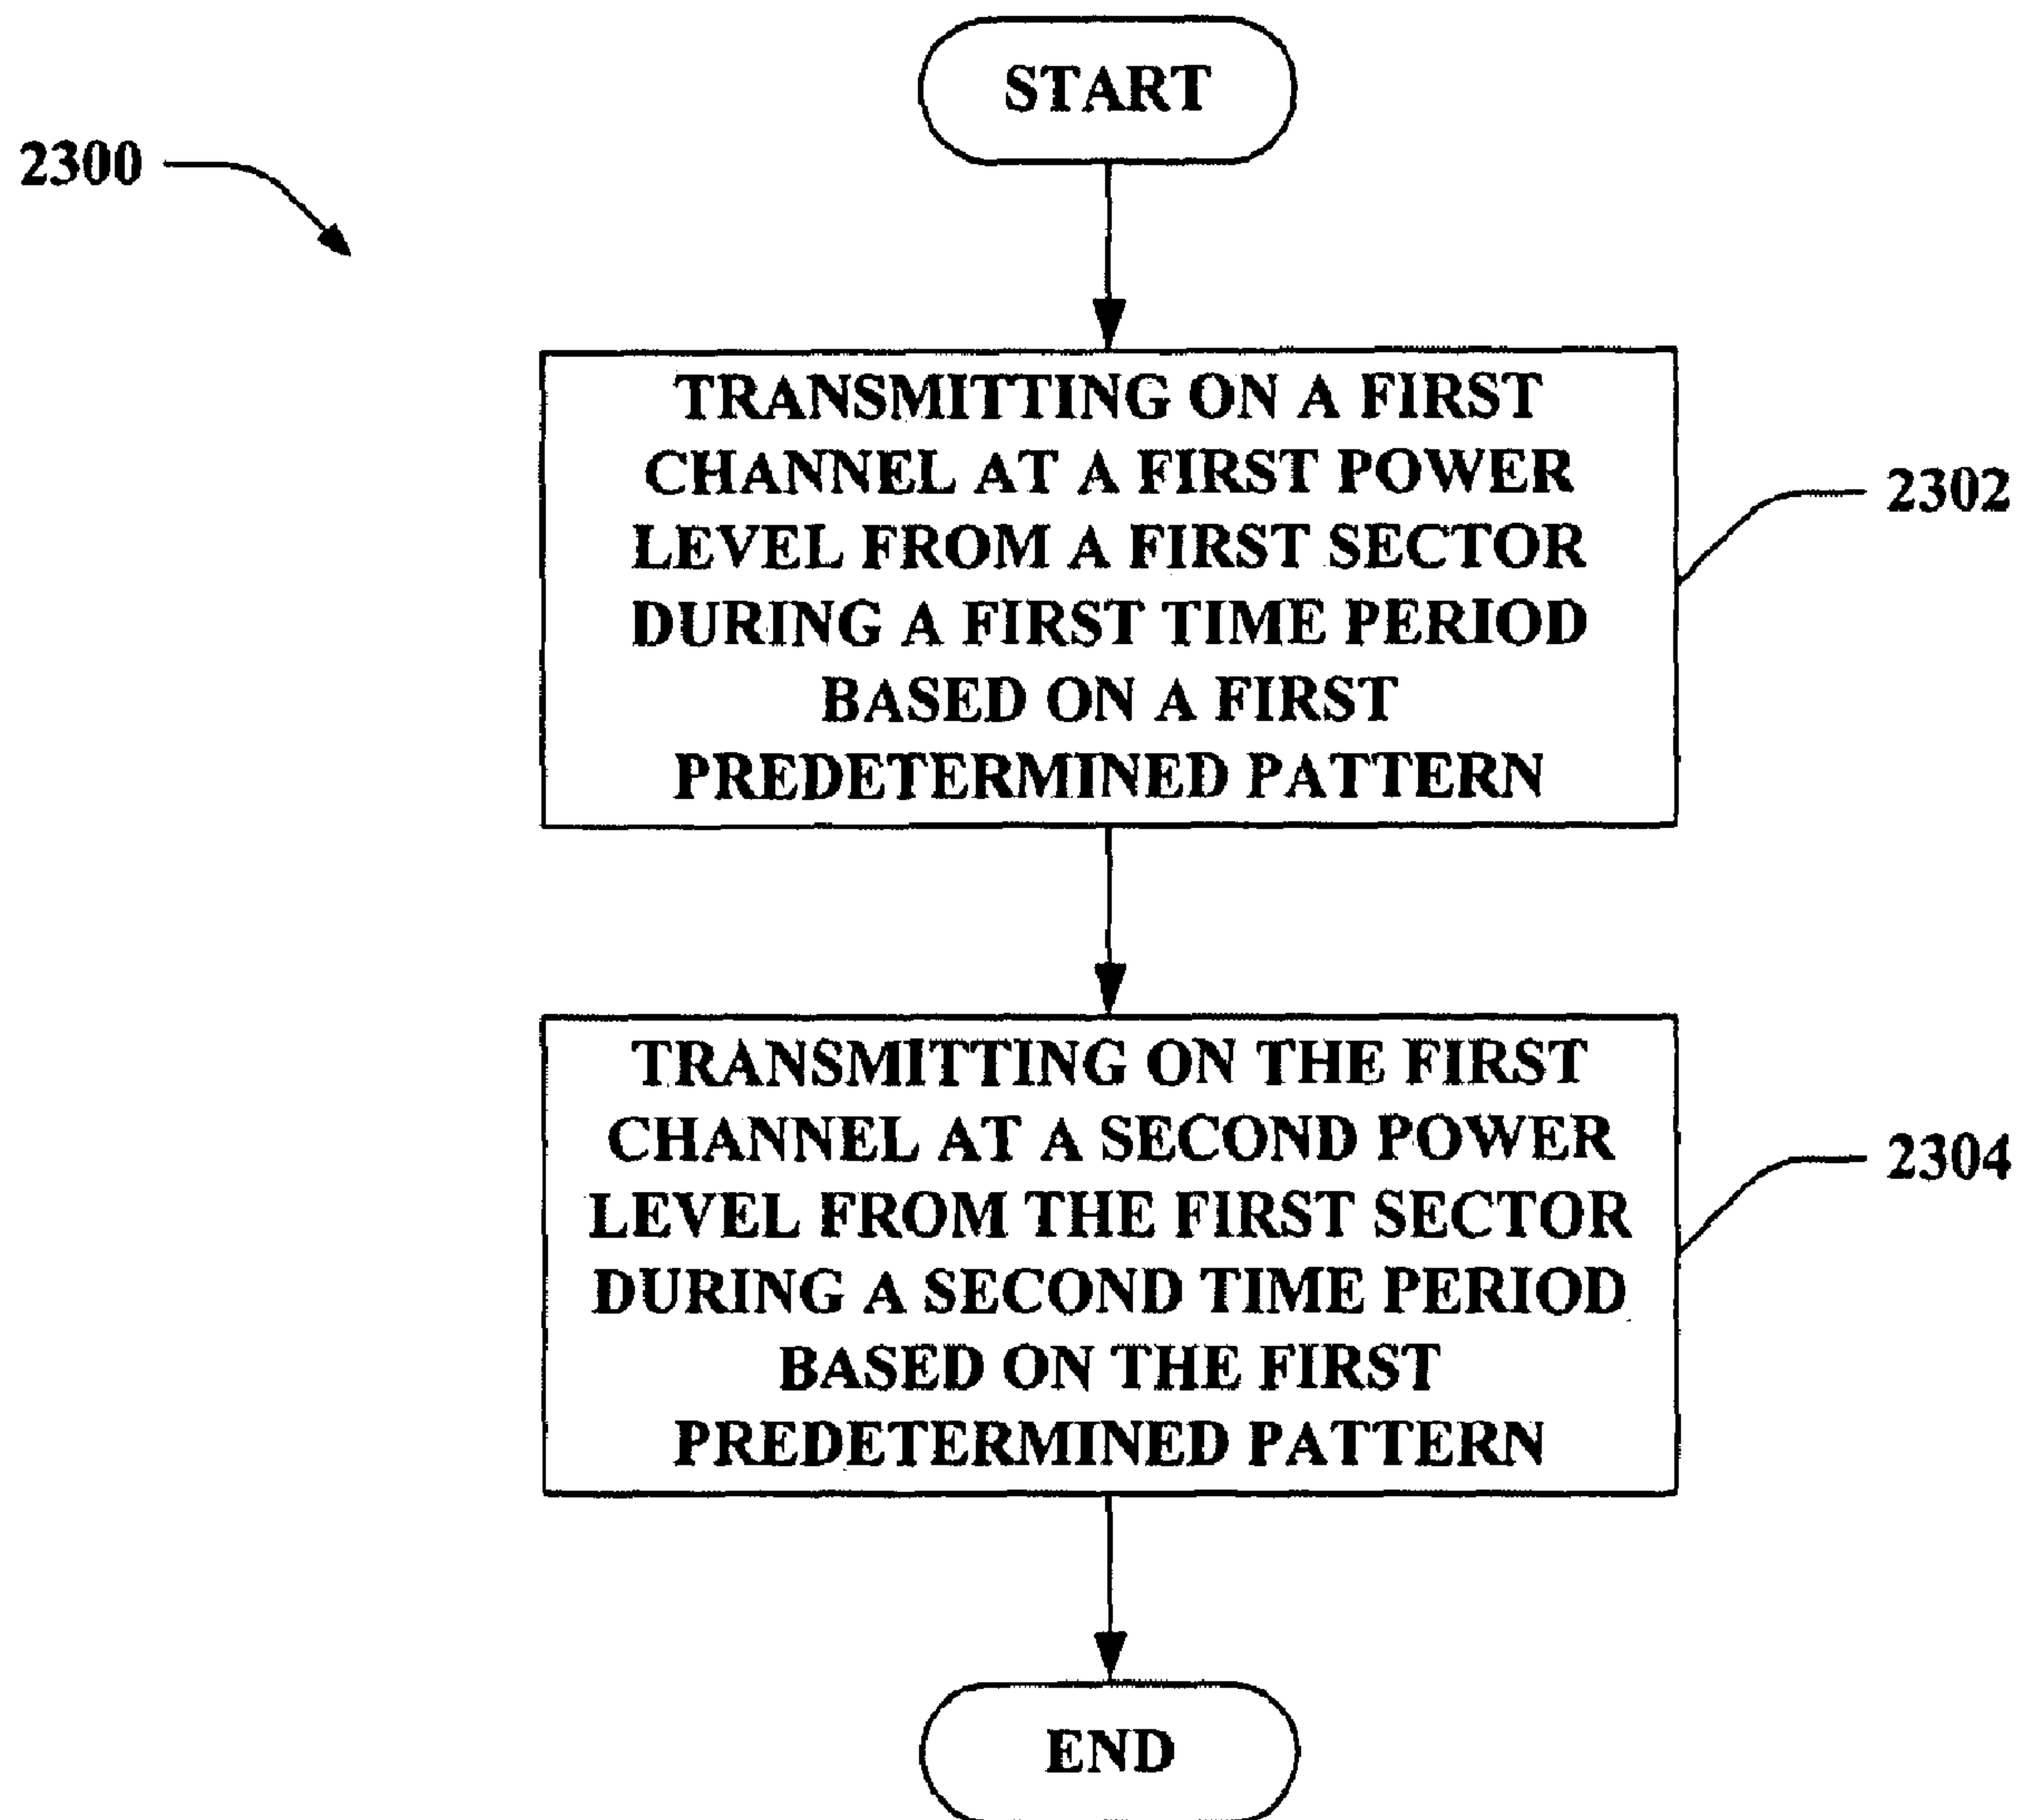 START
2300
TRANSMITTING ON A FIRST
CHANNEL AT A FIRST POWER
LEVEL FROM A FIRST SECTOR
DURING A FIRST TIME PERIOD
BASED ON A FIRST
PREDETERMINED PATTERN
2302
TRANSMITTING ON THE FIRST
CHANNEL AT A SECOND POWER
LEVEL FROM THE FIRST SECTOR
DURING A SECOND TIME PERIOD
BASED ON THE FIRST
PREDETERMINED PATTERN
2304
END